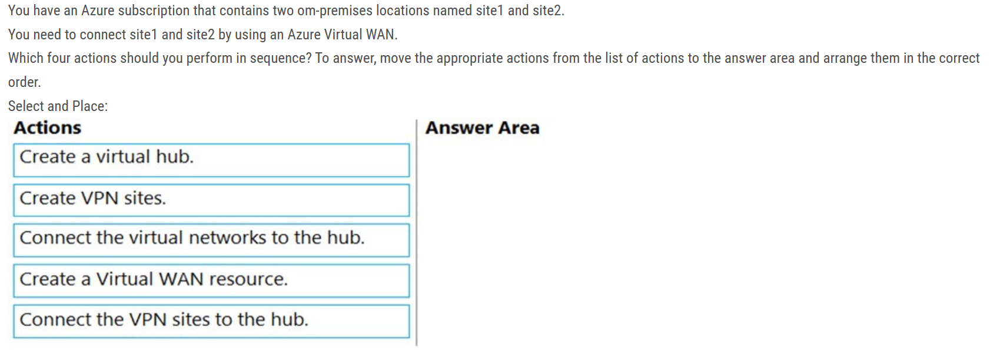 You have an Azure subscription that contains two om-premises locations named site1 and site2.
You need to connect site1 and site2 by using an Azure Virtual WAN.
Which four actions should you perform in sequence? To answer, move the appropriate actions from the list of actions to the answer area and arrange them in the correct
order.
Select and Place:
Actions
Create a virtual hub.
Create VPN sites.
Connect the virtual networks to the hub.
Create a Virtual WAN resource.
Connect the VPN sites to the hub.
Answer Area